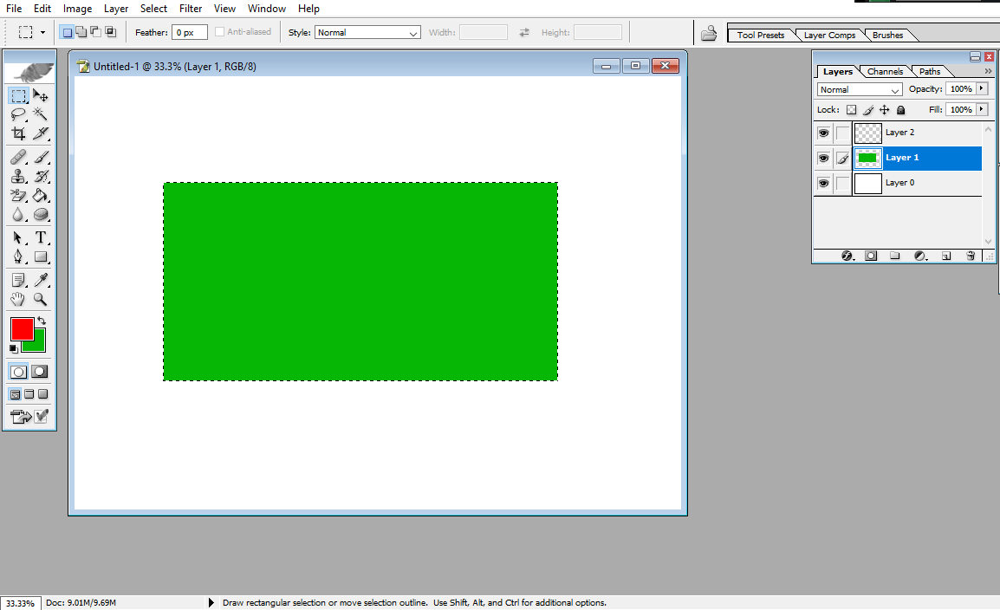 File Edit Image Layer Select Filter View Window Help
Feather: 0 px Anti-aliased Style: Normal Width: Height: Tool Presets Layer Comps Brushes
Untitled-1 @ 33.3% (Layer 1, RGB/8)
Layers Channels Paths
Normal Opacity: 100%
Lock: Fill: 100%
Layer 2
Layer 1
Layer 0
T
33.33% Doc: 9.01M/9.69M Draw rectangular selection or move selection outline. Use Shift, Alt, and Ctrl for additional options.